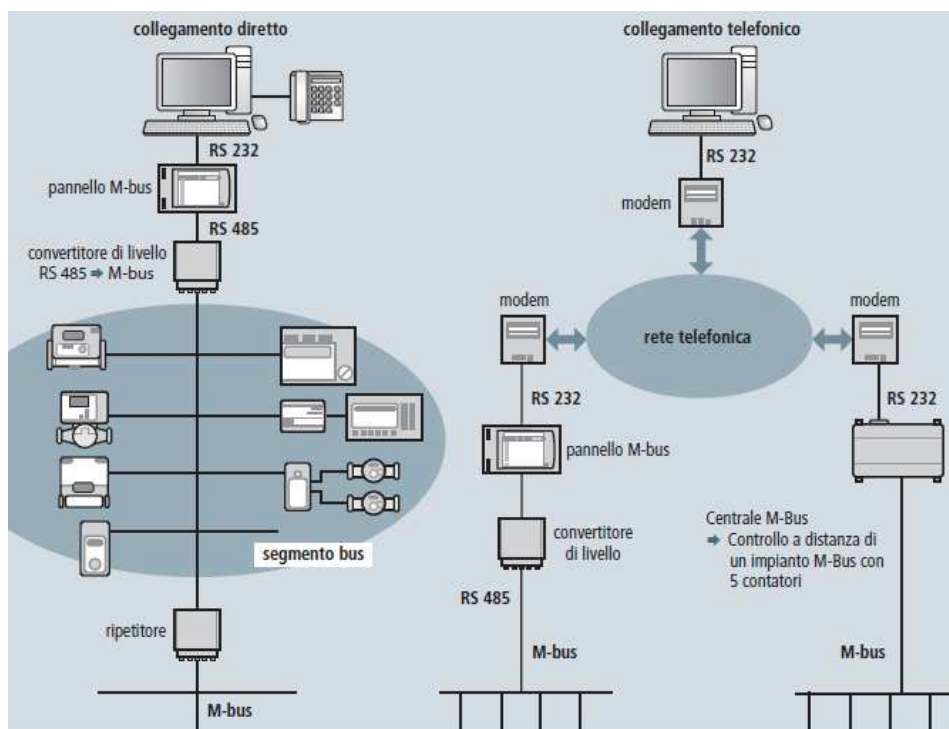 collegamento diretto
RS 232
pannello M-bus
RS 485
convertitore di livello
RS 485 ➡ M-bus
segmento bus
ripetitore
M-bus
collegamento telefonico
RS 232
modem
rete telefonica
modem
RS 232
pannello M-bus
convertitore
di livello
RS 485
M-bus
modem
RS 232
Centrale M-Bus
➡ Controllo a distanza di
un impianto M-Bus con
5 contatori
M-bus